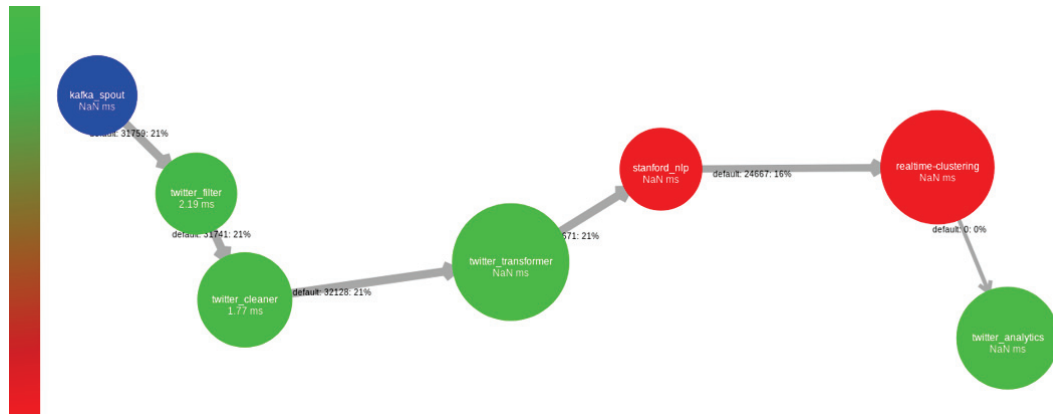 kafka_spout
NaN ms
default: 31759: 21%
twitter_filter
2.19 ms
default: 31741: 21%
twitter_cleaner
1.77 ms
default: 32128: 21%
twitter_transformer
NaN ms
671: 21%
stanford_nlp
NaN ms
default: 24667: 16%
realtime-clustering
NaN ms
default: 0: 0%
twitter_analytics
NaN ms